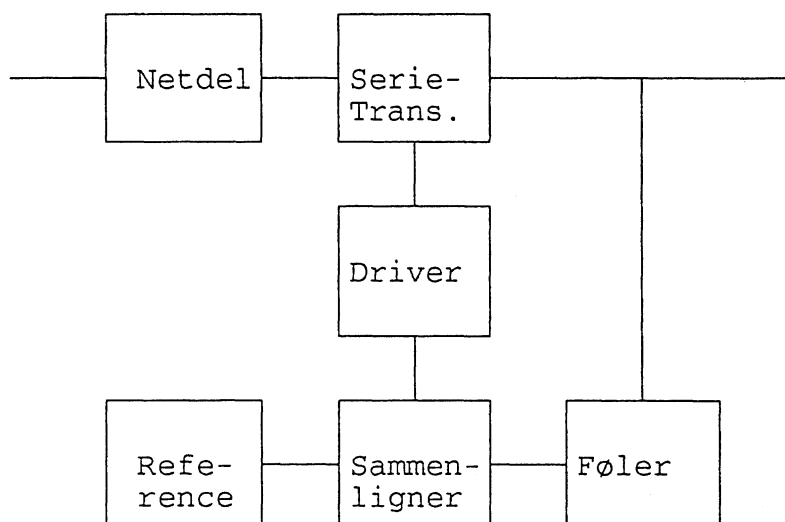 Netdel
Serie-
Trans.
Driver
Refe-
rence
Sammen-
ligner
Føler